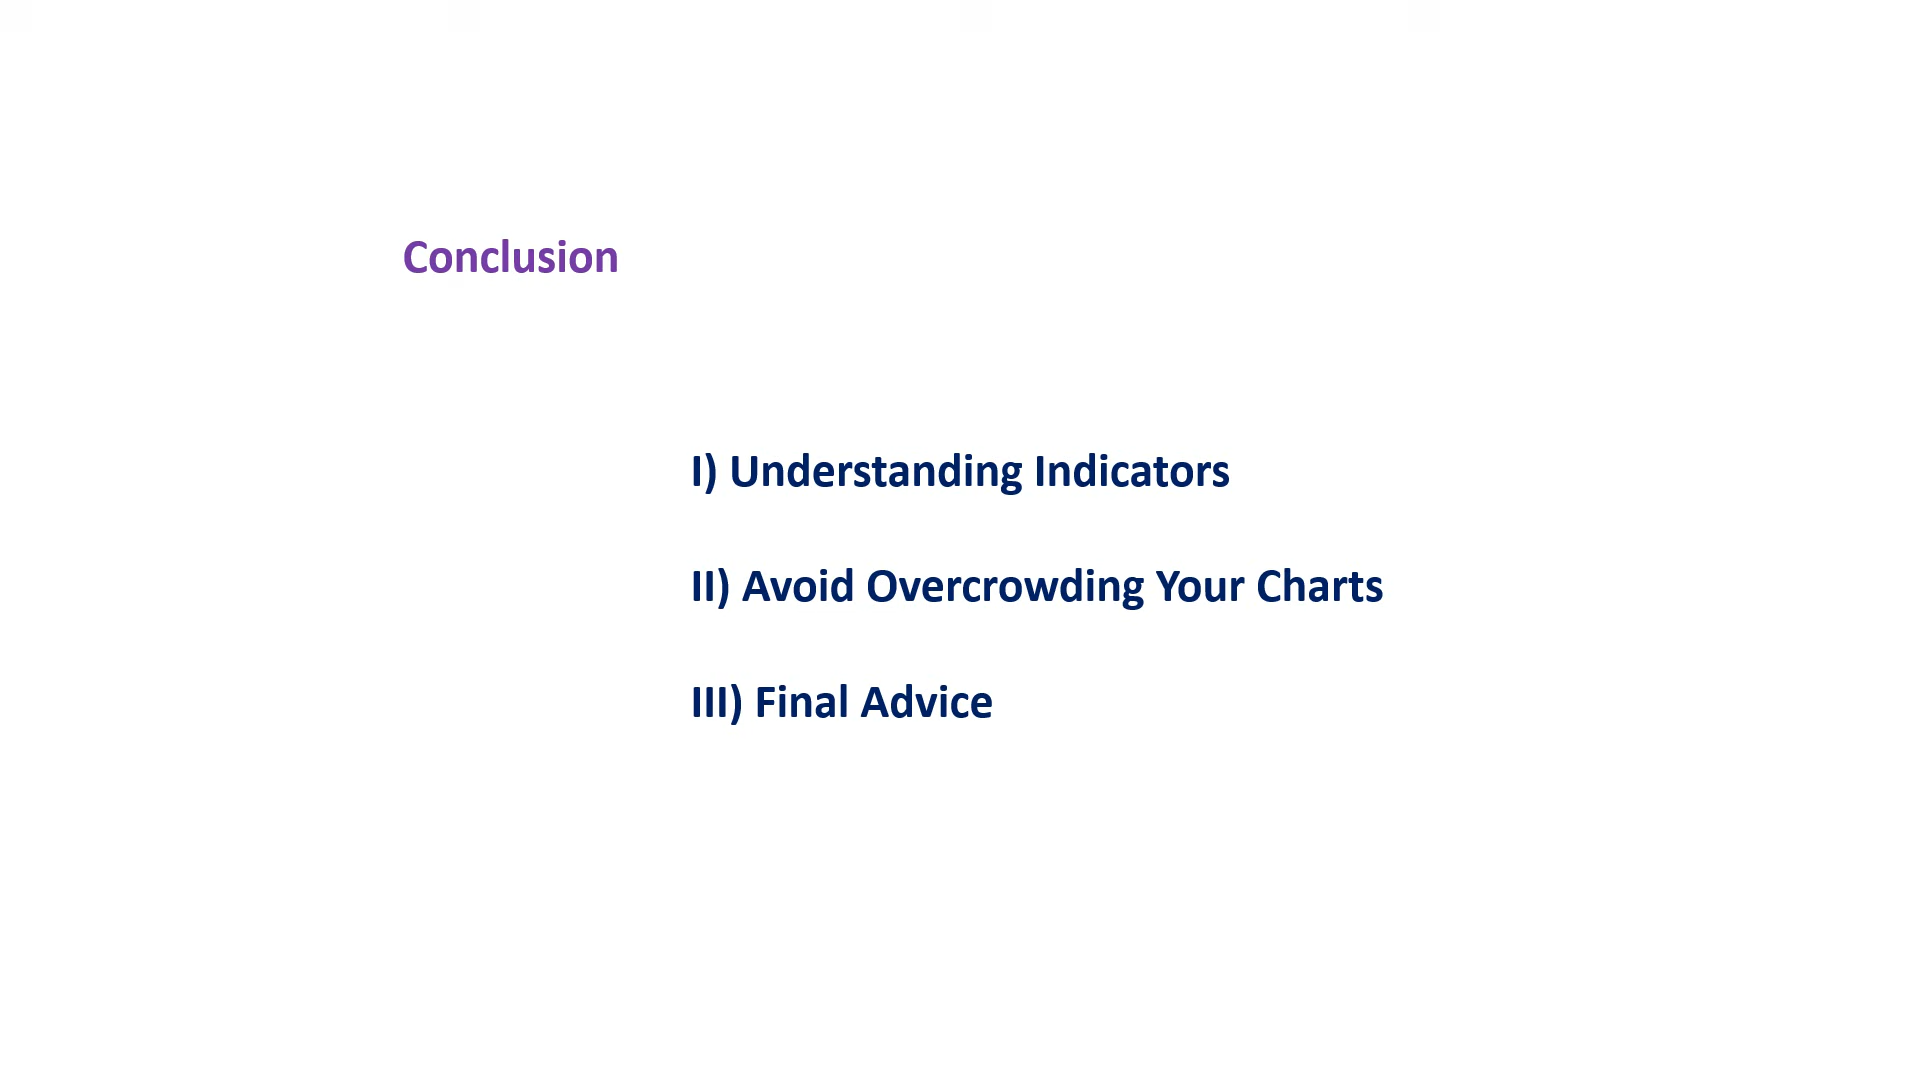 Conclusion
I) Understanding Indicators
II) Avoid Overcrowding Your Charts
III) Final Advice